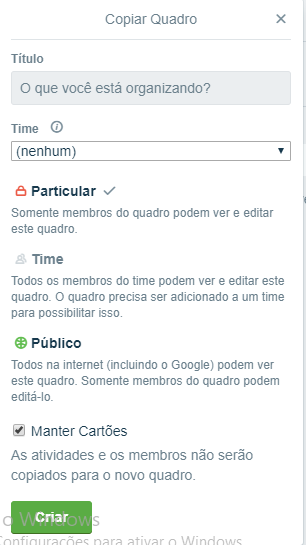 Copiar Quadro ×
Título
O que você está organizando?
Time
(nenhum)
Particular
Somente membros do quadro podem ver e editar
este quadro.
Time
Todos os membros do time podem ver e editar este
quadro. O quadro precisa ser adicionado a um time
para possibilitar isso.
Público
Todos na internet (incluindo o Google) podem ver
este quadro. Somente membros do quadro podem
editá-lo.
Manter Cartões
As atividades e os membros não serão
copiados para o novo quadro.
Criar
o Windows
Configurações para ativar o Windows